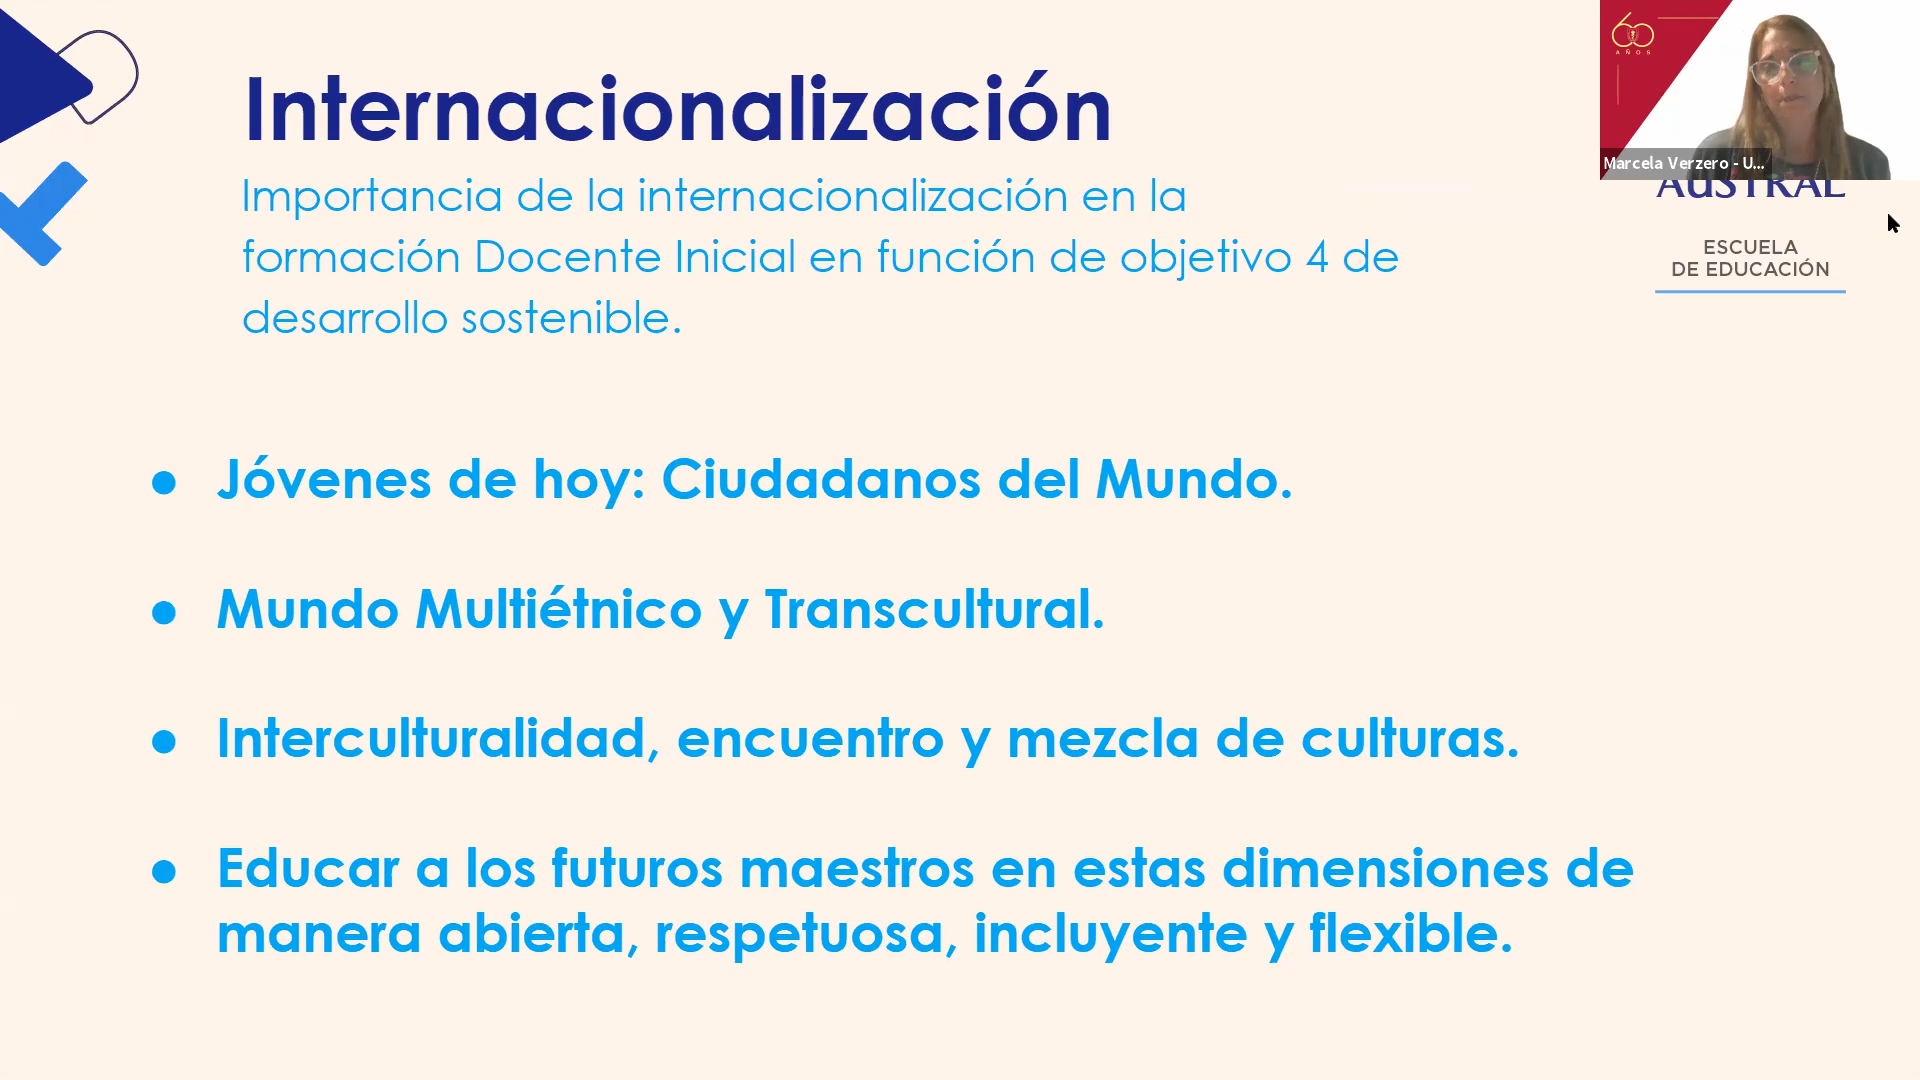 Internacionalización
Importancia de la internacionalización en la
formación Docente Inicial en función de objetivo 4 de
desarrollo sostenible.
60
AÑOS
Marcela Verzero - U...
AUSTRAL
ESCUELA
DE EDUCACIÓN
● Jóvenes de hoy: Ciudadanos del Mundo.
● Mundo Multiétnico y Transcultural.
● Interculturalidad, encuentro y mezcla de culturas.
● Educar a los futuros maestros en estas dimensiones de
manera abierta, respetuosa, incluyente y flexible.